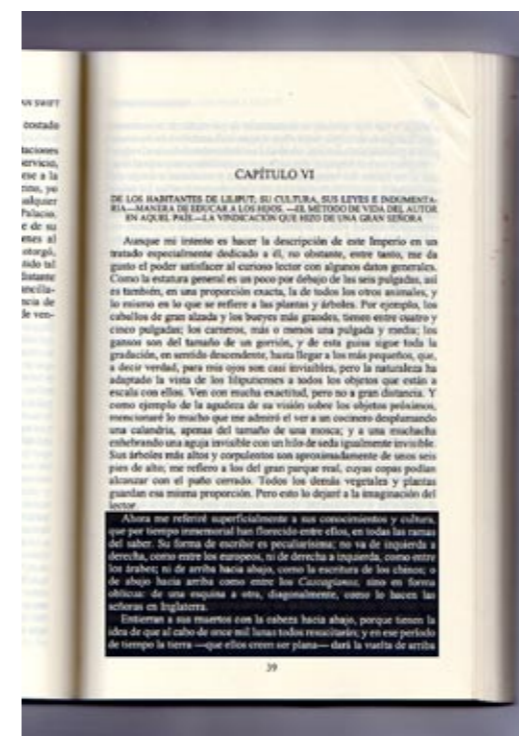 AN SWIFT
costado
taciones
ervicio,
ese a la
rimo, yo
ualquier
Palacio.
e de su
enes al
otorgó,
sido tal
distante
ancilla-
ncia de
de ven-
CAPÍTULO VI
DE LOS HABITANTES DE LILIPUT; SU CULTURA, SUS LEYES E INDUMENTA-
RIA—MANERA DE EDUCAR A LOS HIJOS. —EL MÉTODO DE VIDA DEL AUTOR
EN AQUEL PAÍS.—LA VINDICACIÓN QUE HIZO DE UNA GRAN SEÑORA
Aunque mi intento es hacer la descripción de este Imperio en un
tratado especialmente dedicado a él, no obstante, entre tanto, me da
gusto el poder satisfacer al curioso lector con algunos datos generales.
Como la estatura general es un poco por debajo de las seis pulgadas, así
es también, en una proporción exacta, la de todos los otros animales, y
lo mismo en lo que se refiere a las plantas y árboles. Por ejemplo, los
caballos de gran alzada y los bueyes más grandes, tienen entre cuatro y
cinco pulgadas; los carneros, más o menos una pulgada y media; los
gansos son del tamaño de un gorrión, y de esta guisa sigue toda la
gradación, en sentido descendente, hasta llegar a los más pequeños, que,
a decir verdad, para mis ojos son casi invisibles, pero la naturaleza ha
adaptado la vista de los liliputienses a todos los objetos que están a
escala con ellos. Ven con mucha exactitud, pero no a gran distancia. Y
como ejemplo de la agudeza de su visión sobre los objetos próximos,
mencionaré lo mucho que me admiró el ver a un cocinero desplumando
una calandria, apenas del tamaño de una mosca; y a una muchacha
enhebrando una aguja invisible con un hilo de seda igualmente invisible.
Sus árboles más altos y corpulentos son aproximadamente de unos seis
pies de alto; me refiero a los del gran parque real, cuyas copas podían
alcanzar con el puño cerrado. Todos los demás vegetales y plantas
guardan esa misma proporción. Pero esto lo dejaré a la imaginación del
lector.
Ahora me referiré superficialmente a sus conocimientos y cultura,
que por tiempo inmemorial han florecido entre ellos, en todas las ramas
del saber. Su forma de escribir es peculiarísima; no va de izquierda a
derecha, como entre los europeos, ni de derecha a izquierda, como entre
los árabes; ni de arriba hacia abajo, como la escritura de los chinos; o
de abajo hacia arriba como entre los Cascagianos, sino en forma
oblicua: de una esquina a otra, diagonalmente, como lo hacen las
señoras en Inglaterra.
Entierran a sus muertos con la cabeza hacia abajo, porque tienen la
idea de que al cabo de once mil lunas todos resucitarán; y en ese período
de tiempo la tierra —que ellos creen ser plana— dará la vuelta de arriba
39